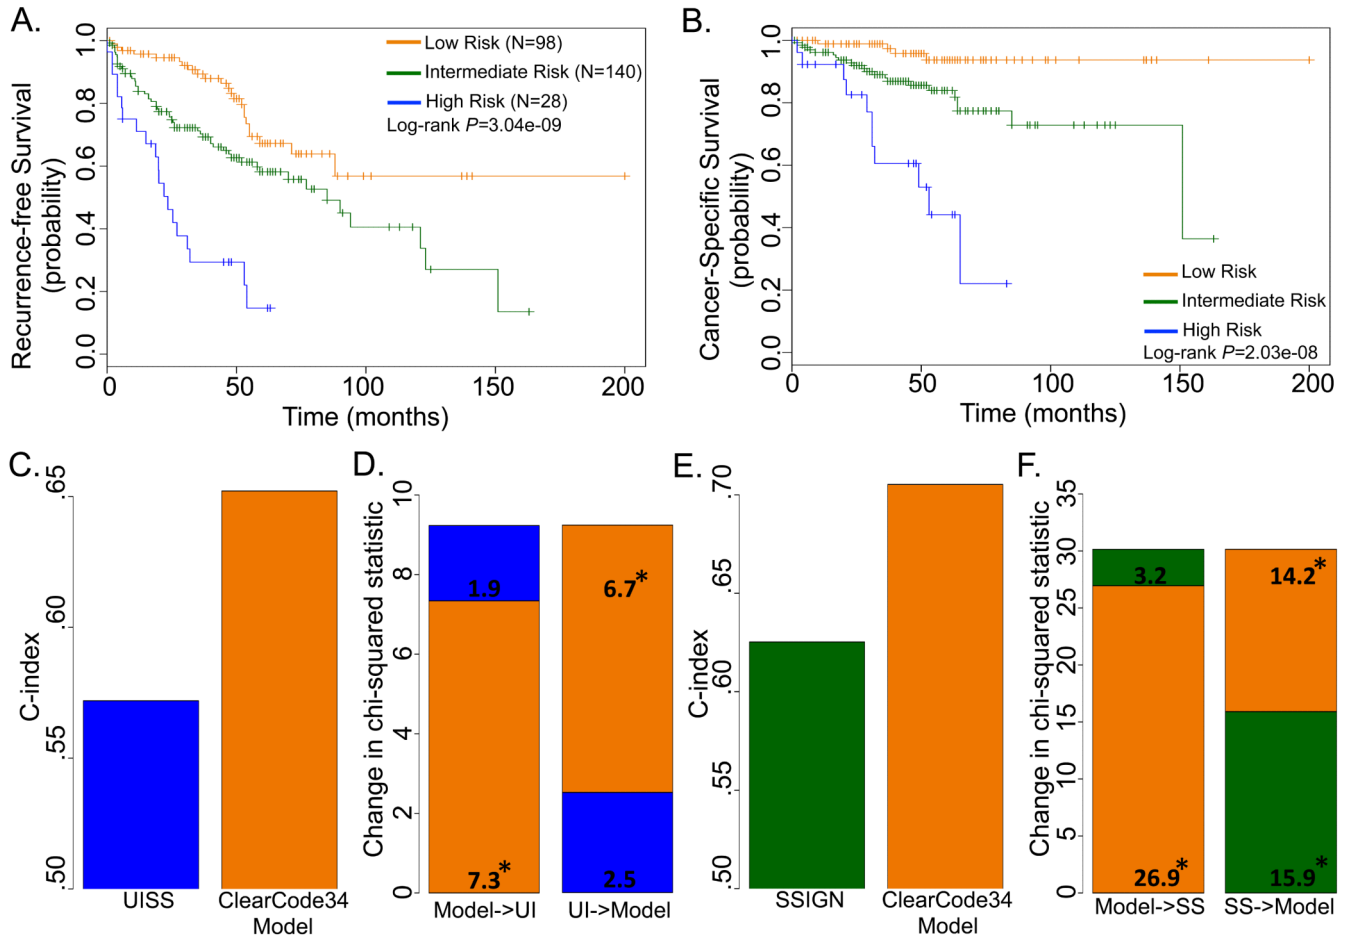 A.
Recurrence-free Survival
(probability)
1.0
0.8
0.6
0.4
0.2
0.
0
50
100
150
200
Time (months)
Low Risk (N=98)
Intermediate Risk (N=140)
High Risk (N=28)
Log-rank P=3.04e-09
B.
Cancer-Specific Survival
(probability)
1.0
0.8
0.6
0.4
0.2
0.
0
50
100
150
200
Time (months)
Low Risk
Intermediate Risk
High Risk
Log-rank P=2.03e-08
C.
C-index
.65
.60
.55
.50
UISS
ClearCode34
Model
D.
Change in chi-squared statistic
10
8
6
4
2
0
1.9
7.3*
6.7*
2.5
Model->UI
UI->Model
E.
C-index
.70
.65
.60
.55
.50
SSIGN
ClearCode34
Model
F.
Change in chi-squared statistic
35
30
25
20
15
10
5
0
3.2
26.9*
14.2*
15.9*
Model->SS
SS->Model